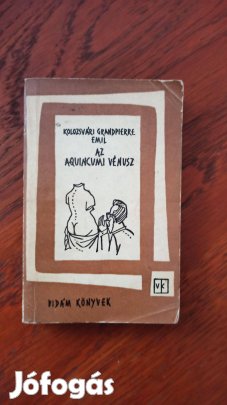 KOLOZSVÁRI GRANDPIERRE
EMIL
AZ
AQUINCUMI VÉNUSZ
VK
VIDÁM KÖNYVEK
Jófogás